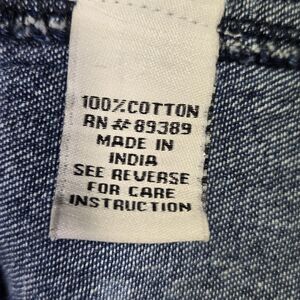 100%COTTON
RN # 89389
MADE IN
INDIA
SEE REVERSE
FOR CARE
INSTRUCTION